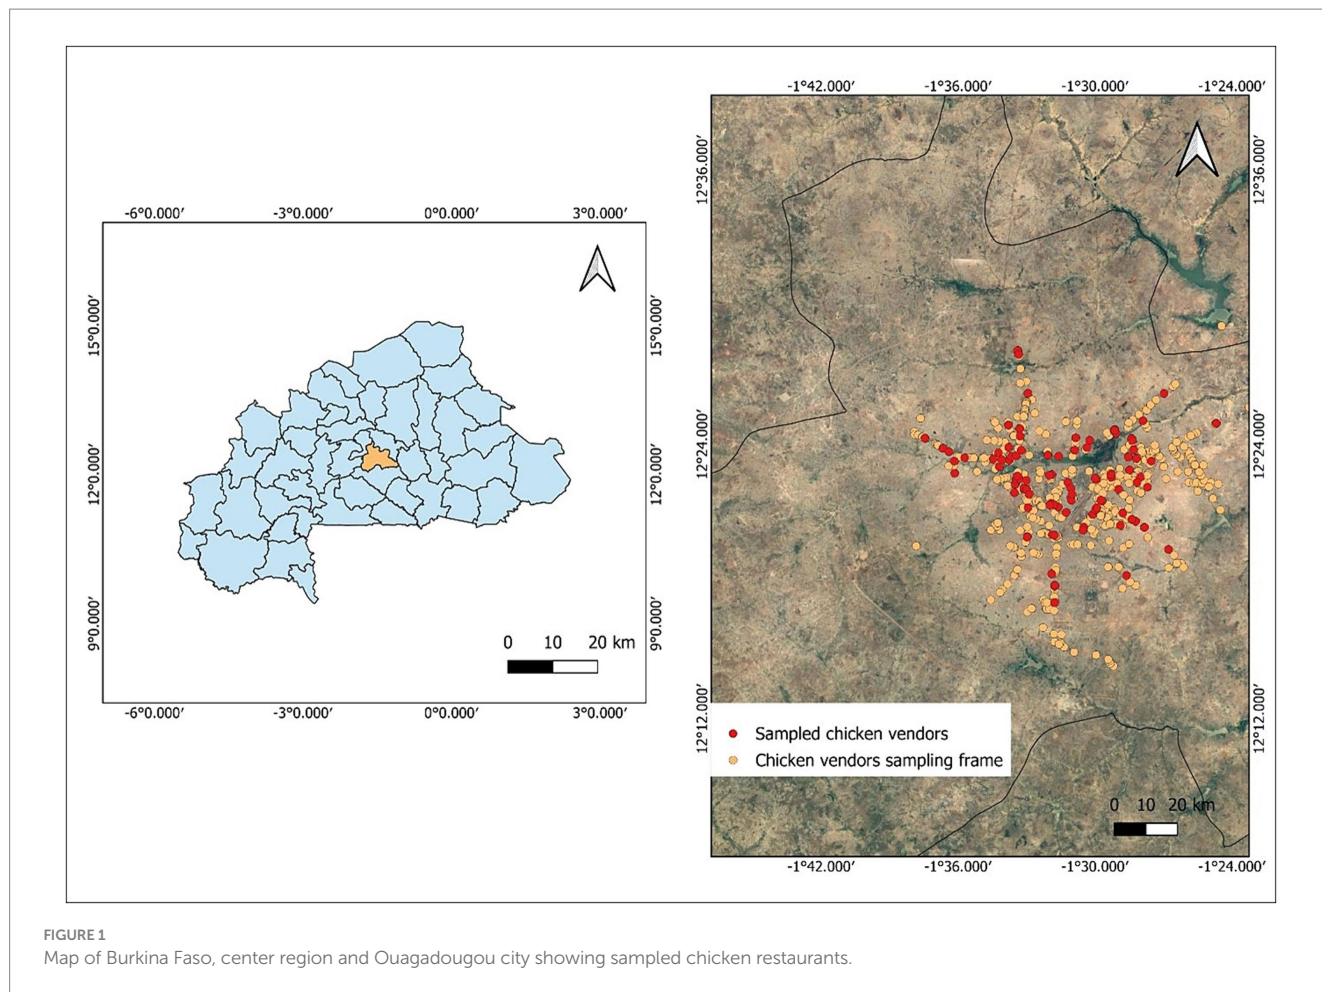 -6°0.000′ -3°0.000′ 0°0.000′ 3°0.000′
15°0.000′ 15°0.000′
12°0.000′ 12°0.000′
9°0.000′ 9°0.000′
0 10 20 km
-6°0.000′ -3°0.000′ 0°0.000′ 3°0.000′
-1°42.000′ -1°36.000′ -1°30.000′ -1°24.000′
12°36.000′ 12°36.000′
12°24.000′ 12°24.000′
12°12.000′ 12°12.000′
Sampled chicken vendors
Chicken vendors sampling frame
0 10 20 km
-1°42.000′ -1°36.000′ -1°30.000′ -1°24.000′
FIGURE 1
Map of Burkina Faso, center region and Ouagadougou city showing sampled chicken restaurants.